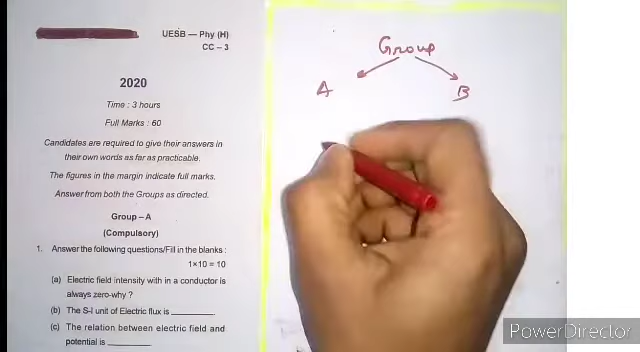 UESB — Phy (H)
CC – 3
2020
Time : 3 hours
Full Marks : 60
Candidates are required to give their answers in
their own words as far as practicable.
The figures in the margin indicate full marks.
Answer from both the Groups as directed.
Group – A
(Compulsory)
1. Answer the following questions/Fill in the blanks :
1×10 = 10
(a) Electric field intensity with in a conductor is
always zero-why ?
(b) The S-I unit of Electric flux is
(c) The relation between electric field and
potential is
Group
A B
PowerDirector